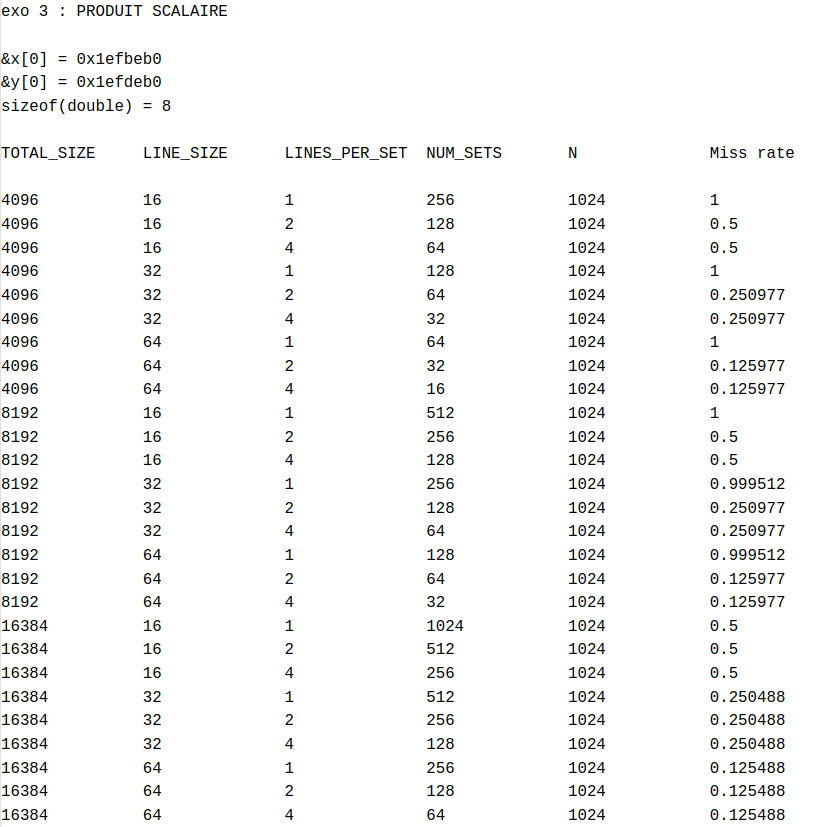 exo 3 : PRODUIT SCALAIRE
&x[0] = 0x1efbeb0
&y[0] = 0x1efdeb0
sizeof(double) = 8
TOTAL_SIZE LINE_SIZE LINES_PER_SET NUM_SETS N Miss rate
4096 16 1 256 1024 1
4096 16 2 128 1024 0.5
4096 16 4 64 1024 0.5
4096 32 1 128 1024 1
4096 32 2 64 1024 0.250977
4096 32 4 32 1024 0.250977
4096 64 1 64 1024 1
4096 64 2 32 1024 0.125977
4096 64 4 16 1024 0.125977
8192 16 1 512 1024 1
8192 16 2 256 1024 0.5
8192 16 4 128 1024 0.5
8192 32 1 256 1024 0.999512
8192 32 2 128 1024 0.250977
8192 32 4 64 1024 0.250977
8192 64 1 128 1024 0.999512
8192 64 2 64 1024 0.125977
8192 64 4 32 1024 0.125977
16384 16 1 1024 1024 0.5
16384 16 2 512 1024 0.5
16384 16 4 256 1024 0.5
16384 32 1 512 1024 0.250488
16384 32 2 256 1024 0.250488
16384 32 4 128 1024 0.250488
16384 64 1 256 1024 0.125488
16384 64 2 128 1024 0.125488
16384 64 4 64 1024 0.125488